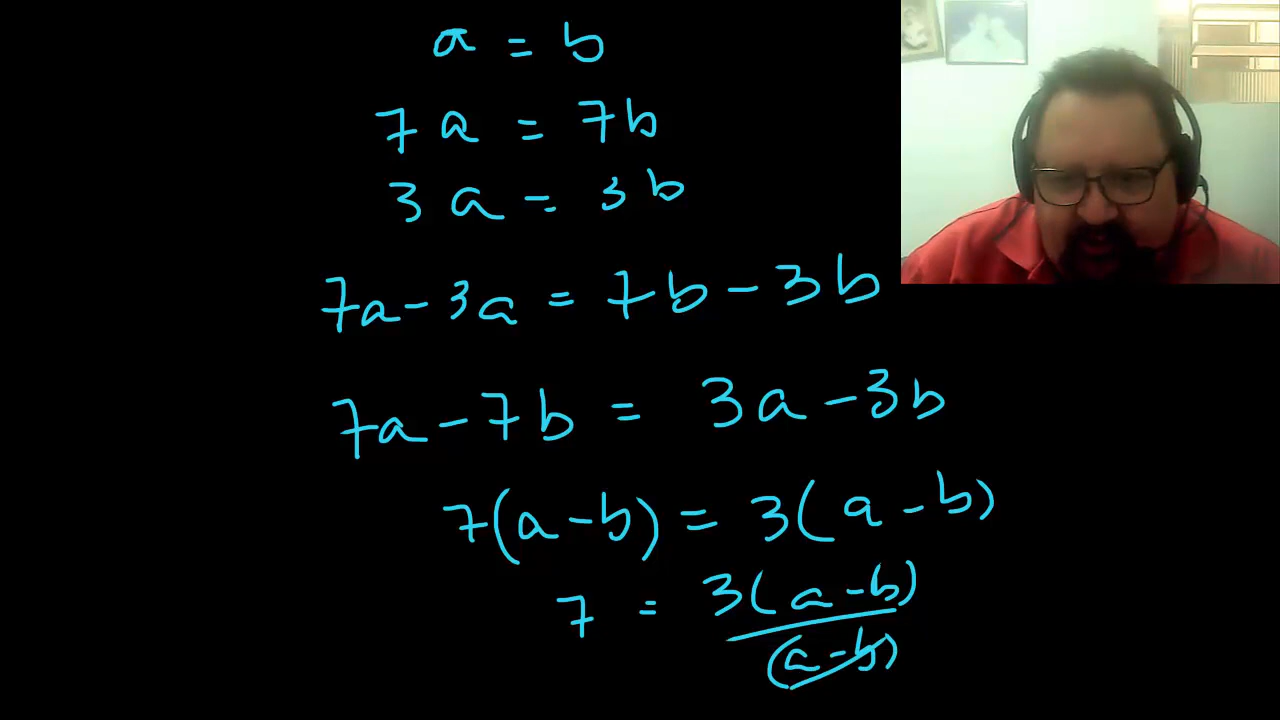 a = b
7a = 7b
3a = 3b
7a - 3a = 7b - 3b
7a - 7b = 3a - 3b
7(a - b) = 3(a - b)
7 = 3(a - b)
(a - b)